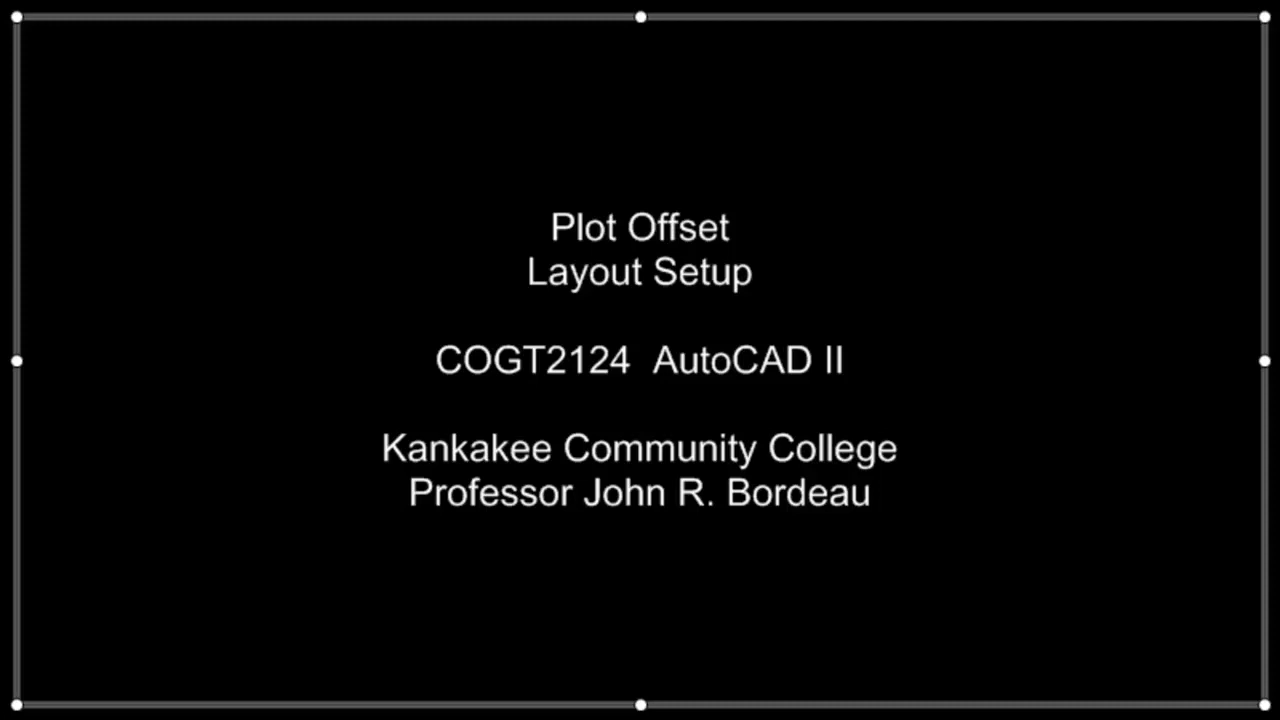 Plot Offset
Layout Setup
COGT2124  AutoCAD II
Kankakee Community College
Professor John R. Bordeau